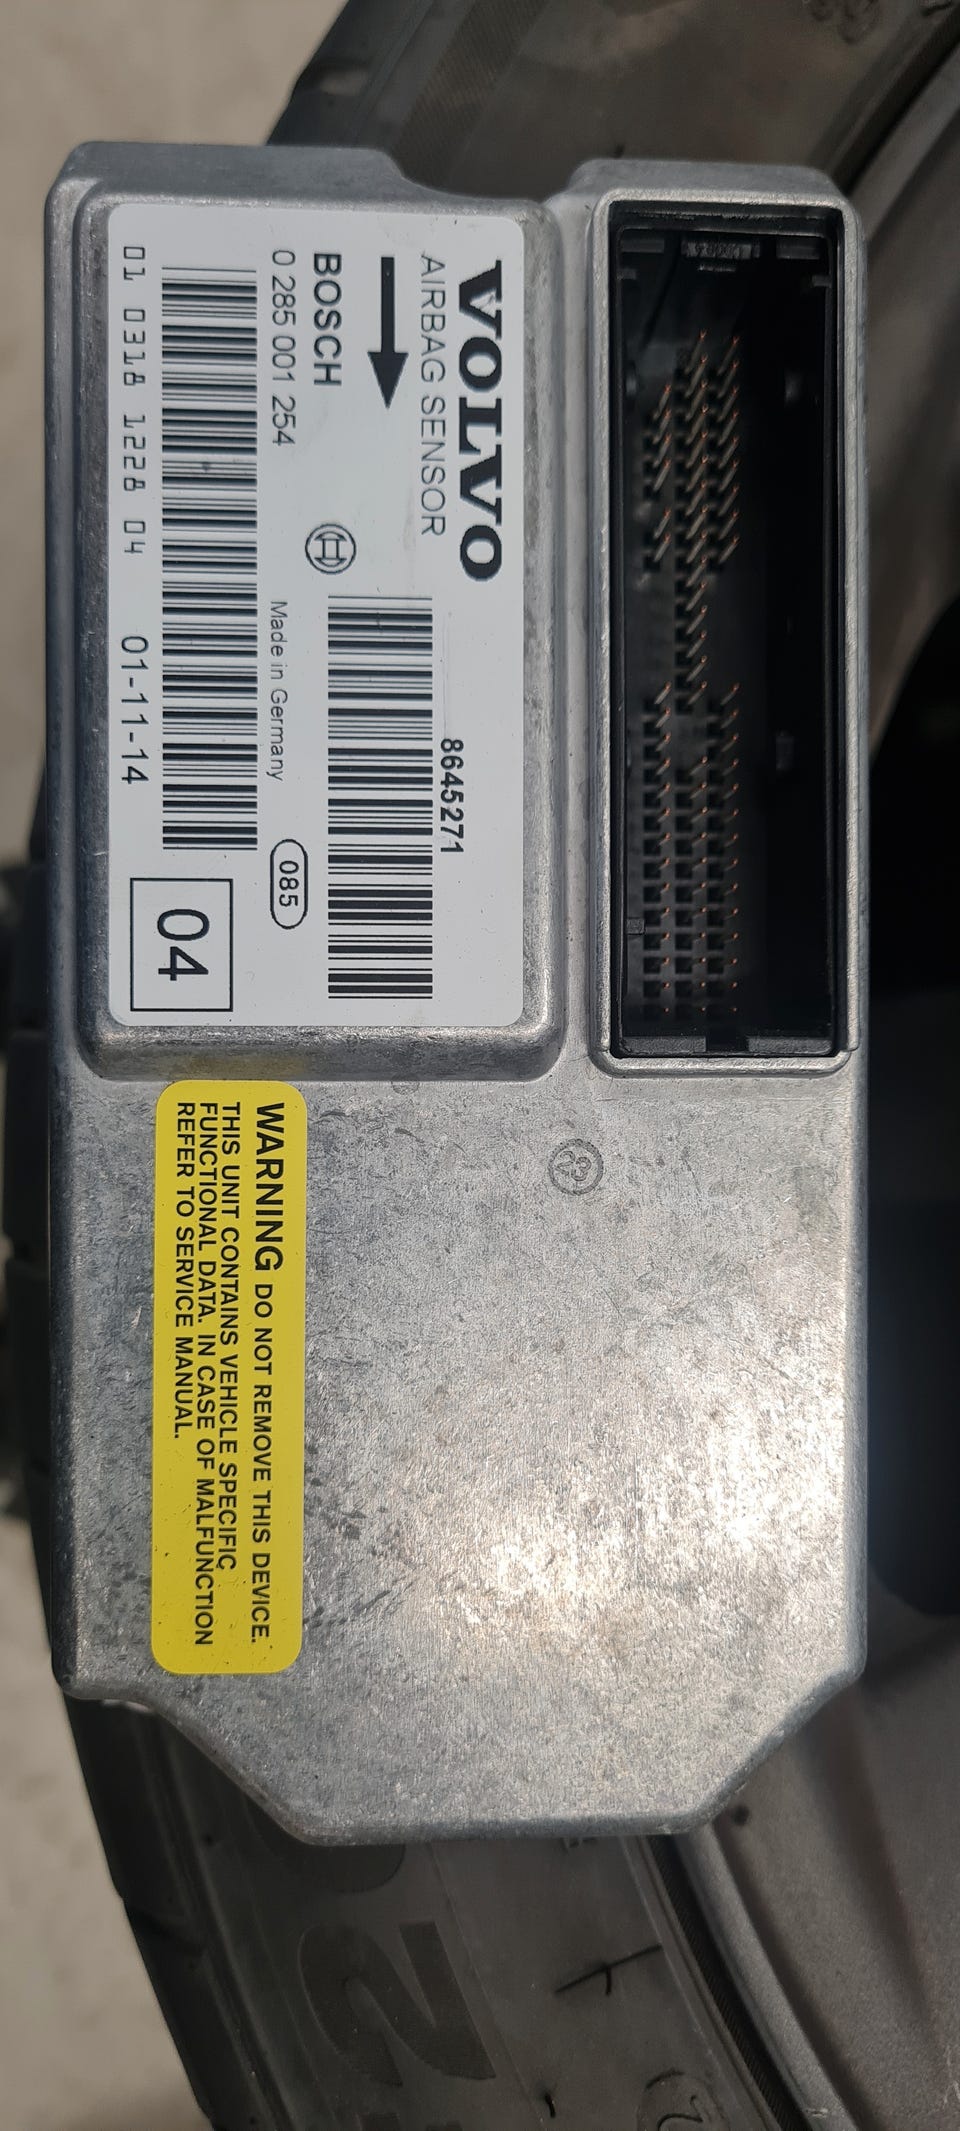 VOLVO
AIRBAG SENSOR
8645271
BOSCH
0 285 001 254
Made in Germany
085
01 0318 1228 04
01-11-14
04
WARNING DO NOT REMOVE THIS DEVICE.
THIS UNIT CONTAINS VEHICLE SPECIFIC
FUNCTIONAL DATA. IN CASE OF MALFUNCTION
REFER TO SERVICE MANUAL.
2